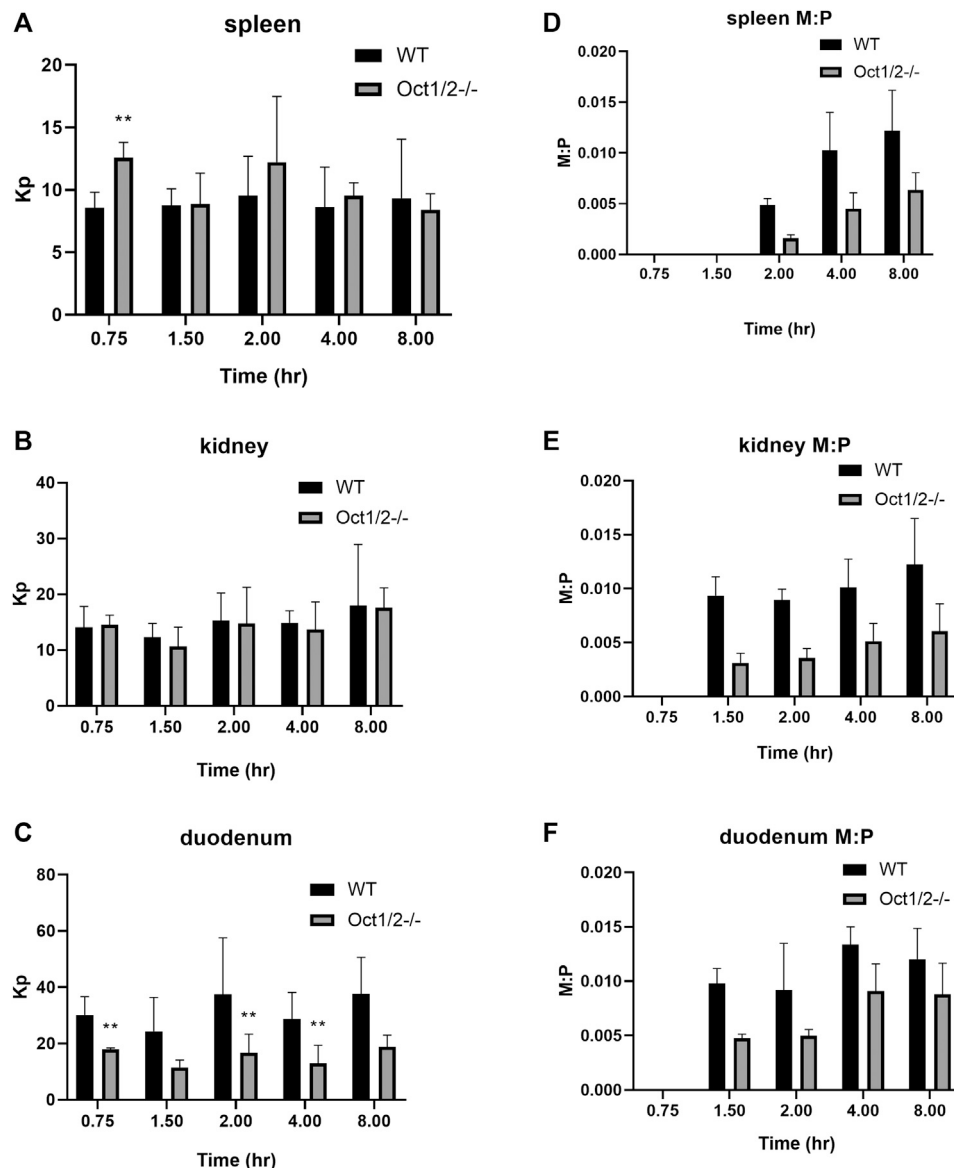 A
spleen
WT
Oct1/2-/-
20
15
10
5
0
Kp
**
0.75 1.50 2.00 4.00 8.00
Time (hr)
B
kidney
WT
Oct1/2-/-
40
30
20
10
0
Kp
0.75 1.50 2.00 4.00 8.00
Time (hr)
C
duodenum
WT
Oct1/2-/-
80
60
40
20
0
Kp
** ** **
0.75 1.50 2.00 4.00 8.00
Time (hr)
D
spleen M:P
WT
Oct1/2-/-
0.020
0.015
0.010
0.005
0.000
M:P
0.75 1.50 2.00 4.00 8.00
Time (hr)
E
kidney M:P
WT
Oct1/2-/-
0.020
0.015
0.010
0.005
0.000
M:P
0.75 1.50 2.00 4.00 8.00
Time (hr)
F
duodenum M:P
WT
Oct1/2-/-
0.020
0.015
0.010
0.005
0.000
M:P
0.75 1.50 2.00 4.00 8.00
Time (hr)